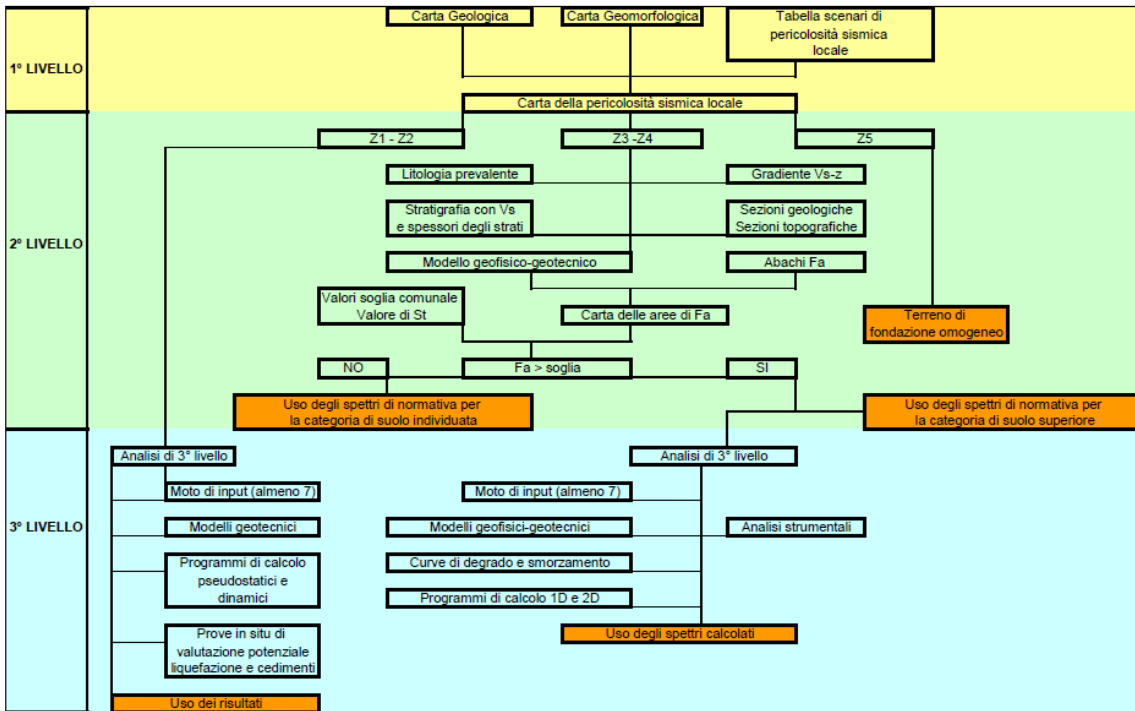 Carta Geologica
Carta Geomorfologica
Tabella scenari di
pericolosità sismica
locale
1° LIVELLO
Carta della pericolosità sismica locale
Z1 - Z2
Z3 -Z4
Z5
Litologia prevalente
Gradiente Vs-z
Stratigrafia con Vs
e spessori degli strati
Sezioni geologiche
Sezioni topografiche
2° LIVELLO
Modello geofisico-geotecnico
Abachi Fa
Valori soglia comunale
Valore di St
Carta delle aree di Fa
Terreno di
fondazione omogeneo
NO
Fa > soglia
SI
Uso degli spettri di normativa per
la categoria di suolo individuata
Uso degli spettri di normativa per
la categoria di suolo superiore
Analisi di 3° livello
Analisi di 3° livello
Moto di input (almeno 7)
Moto di input (almeno 7)
3° LIVELLO
Modelli geotecnici
Modelli geofisici-geotecnici
Analisi strumentali
Programmi di calcolo
pseudostatici e
dinamici
Curve di degrado e smorzamento
Programmi di calcolo 1D e 2D
Prove in situ di
valutazione potenziale
liquefazione e cedimenti
Uso degli spettri calcolati
Uso dei risultati